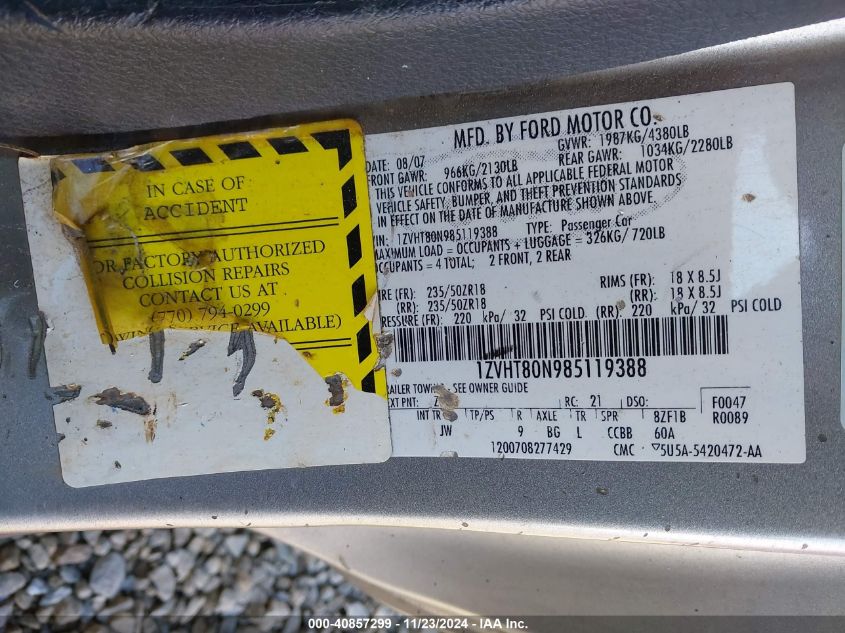 IN CASE OF
ACCIDENT
OR FACTORY AUTHORIZED
COLLISION REPAIRS
CONTACT US AT
(770) 794-0299
AVAILABLE)
MFD. BY FORD MOTOR CO.
DATE: 08/07 GVWR: 1987KG/4380LB
FRONT GAWR: 966KG/2130LB REAR GAWR: 1034KG/2280LB
THIS VEHICLE CONFORMS TO ALL APPLICABLE FEDERAL MOTOR
VEHICLE SAFETY, BUMPER, AND THEFT PREVENTION STANDARDS
IN EFFECT ON THE DATE OF MANUFACTURE SHOWN ABOVE.
VIN: 1ZVHT80N985119388 TYPE: Passenger Car
MAXIMUM LOAD = OCCUPANTS + LUGGAGE = 326KG/720LB
OCCUPANTS = 4 TOTAL; 2 FRONT, 2 REAR
IRE (FR): 235/50ZR18 RIMS (FR): 18 X 8.5J
(RR): 235/50ZR18 (RR): 18 X 8.5J
PRESSURE (FR): 220 kPa/ 32 PSI COLD (RR): 220 kPa/ 32 PSI COLD
1ZVHT80N985119388
RAILER TOWING - SEE OWNER GUIDE
EXT PNT: RC: 21 DSO: F0047
INT TR TP/PS R AXLE TR SPR 8ZF1B R0089
JW 9 BG L CCBB 60A
1200708277429 CMC ▽5U5A-5420472-AA
000-40857299 - 11/23/2024 - IAAI.com